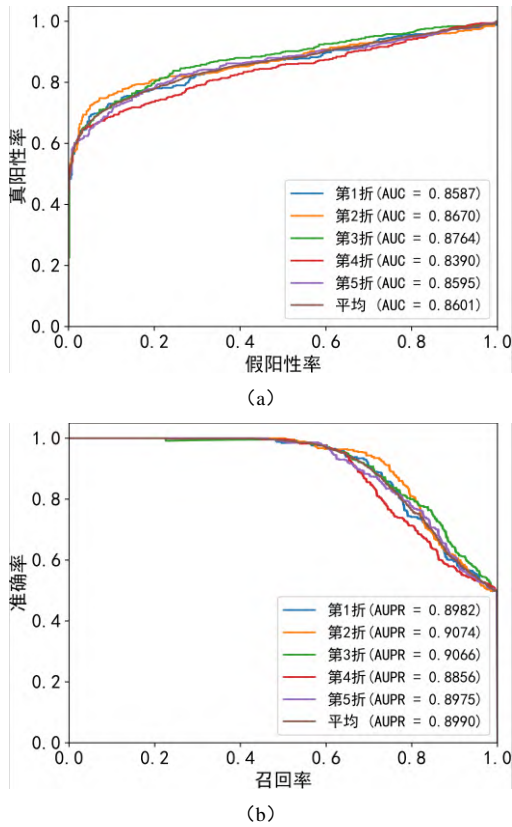 1.0
0.8
0.6
0.4
0.2
0.0
真阳性率
第1折(AUC = 0.8587)
第2折(AUC = 0.8670)
第3折(AUC = 0.8764)
第4折(AUC = 0.8390)
第5折(AUC = 0.8595)
平均 (AUC = 0.8601)
0.0 0.2 0.4 0.6 0.8 1.0
假阳性率
(a)
1.0
0.8
0.6
0.4
0.2
0.0
准确率
第1折(AUPR = 0.8982)
第2折(AUPR = 0.9074)
第3折(AUPR = 0.9066)
第4折(AUPR = 0.8856)
第5折(AUPR = 0.8975)
平均 (AUPR = 0.8990)
0.0 0.2 0.4 0.6 0.8 1.0
召回率
(b)